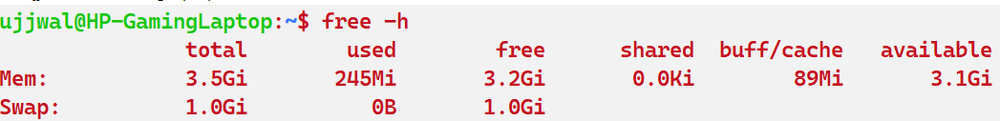 ujjwal@HP-GamingLaptop:~$ free -h
total used free shared buff/cache available
Mem: 3.5Gi 245Mi 3.2Gi 0.0Ki 89Mi 3.1Gi
Swap: 1.0Gi 0B 1.0Gi